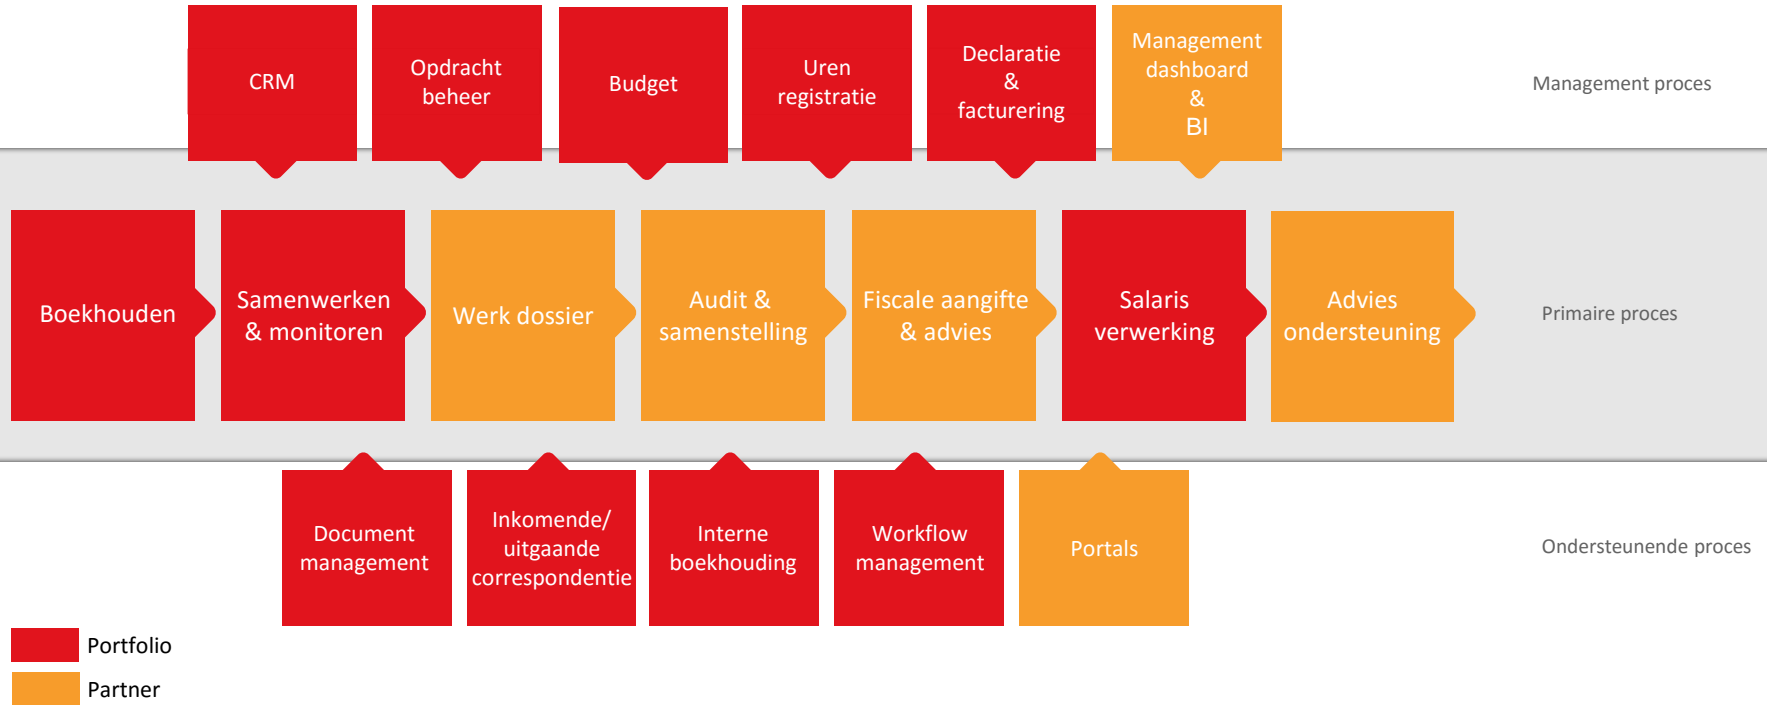 CRM
Opdracht
beheer
Budget
Uren
registratie
Declaratie
&
facturering
Management
dashboard
&
BI
Management proces
Boekhouden
Samenwerken
& monitoren
Werk dossier
Audit &
samenstelling
Fiscale aangifte
& advies
Salaris
verwerking
Advies
ondersteuning
Primaire proces
Document
management
Inkomende/
uitgaande
correspondentie
Interne
boekhouding
Workflow
management
Portals
Ondersteunende proces
Portfolio
Partner